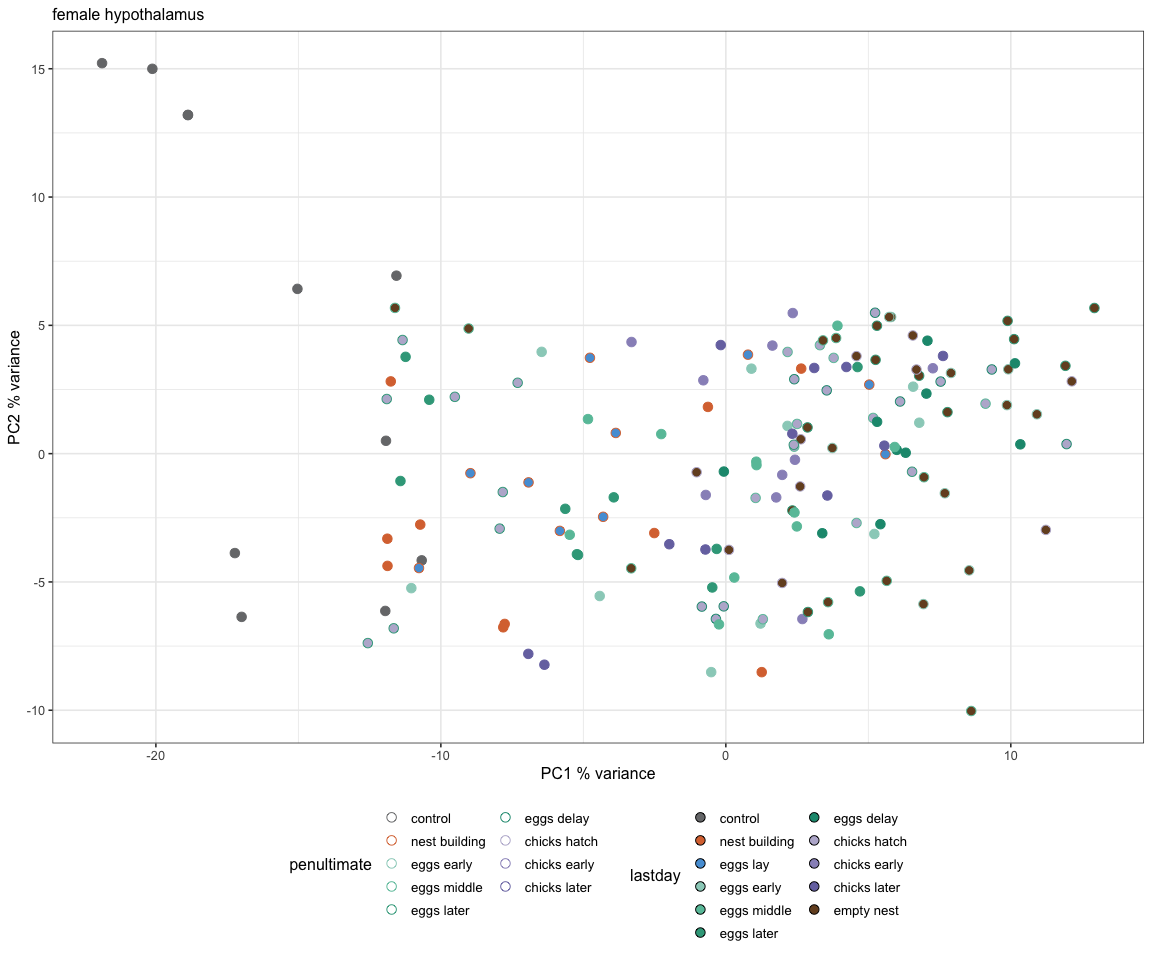 female hypothalamus
PC2 % variance
15
10
5
0
-5
-10
-20
-10
0
10
PC1 % variance
penultimate
control
nest building
eggs early
eggs middle
eggs later
eggs delay
chicks hatch
chicks early
chicks later
lastday
control
nest building
eggs lay
eggs early
eggs middle
eggs later
eggs delay
chicks hatch
chicks early
chicks later
empty nest